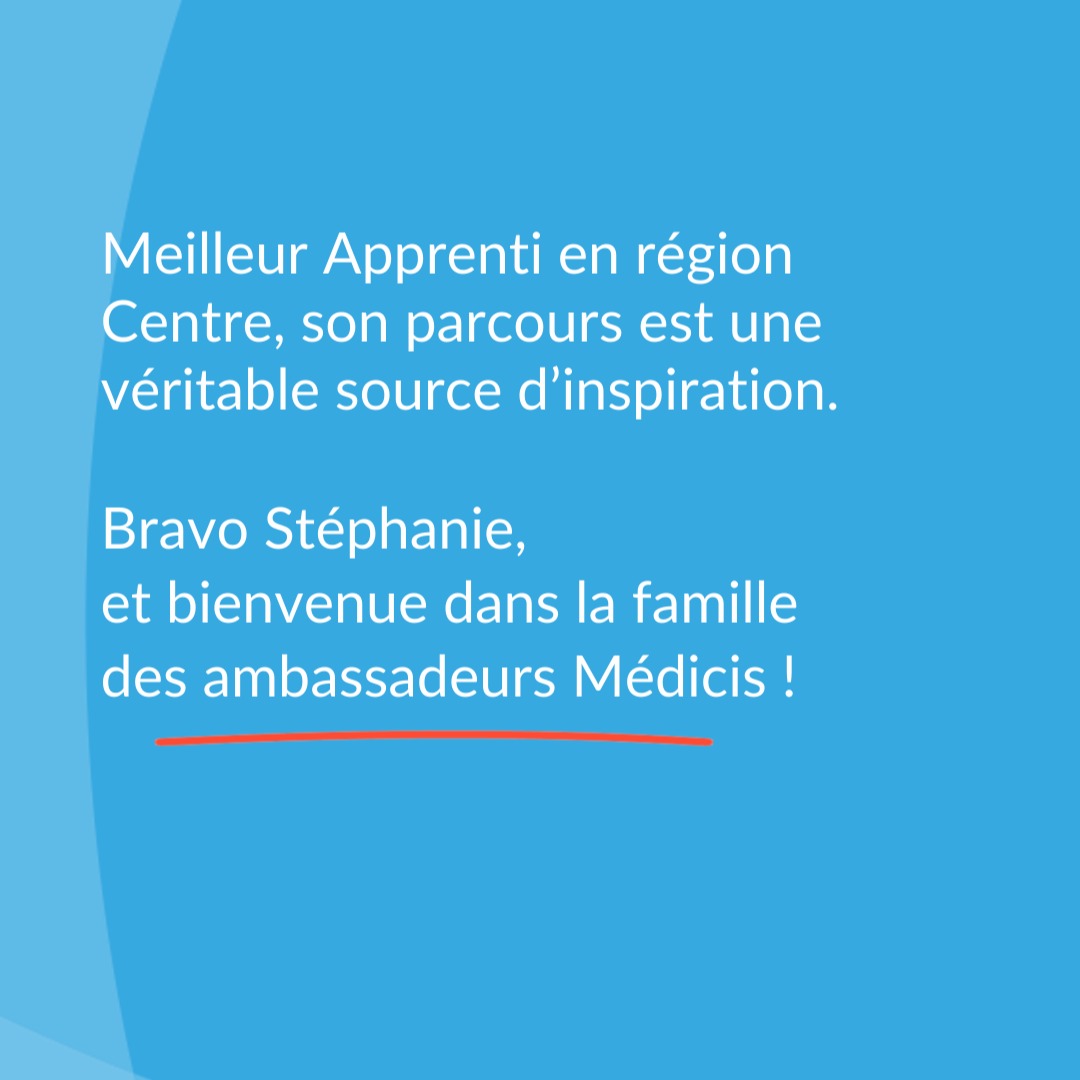 Meilleur Apprenti en région
Centre, son parcours est une
véritable source d’inspiration.
Bravo Stéphanie,
et bienvenue dans la famille
des ambassadeurs Médicis !